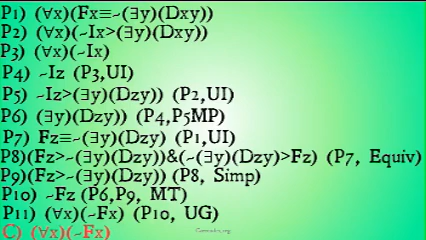 P1) (∀x)(Fx≡~(∃y)(Dxy))
P2) (∀x)(~Ix>(∃y)(Dxy))
P3) (∀x)(~Ix)
P4) ~Iz (P3,UI)
P5) ~Iz>(∃y)(Dzy)) (P2,UI)
P6) (∃y)(Dzy)) (P4,P5MP)
P7) Fz≡~(∃y)(Dzy) (P1,UI)
P8)(Fz>~(∃y)(Dzy))&(~(∃y)(Dzy)>Fz) (P7, Equiv)
P9)(Fz>~(∃y)(Dzy)) (P8, Simp)
P10) ~Fz (P6,P9, MT)
P11) (∀x)(~Fx) (P10, UG)
C) (∀x)(~Fx)